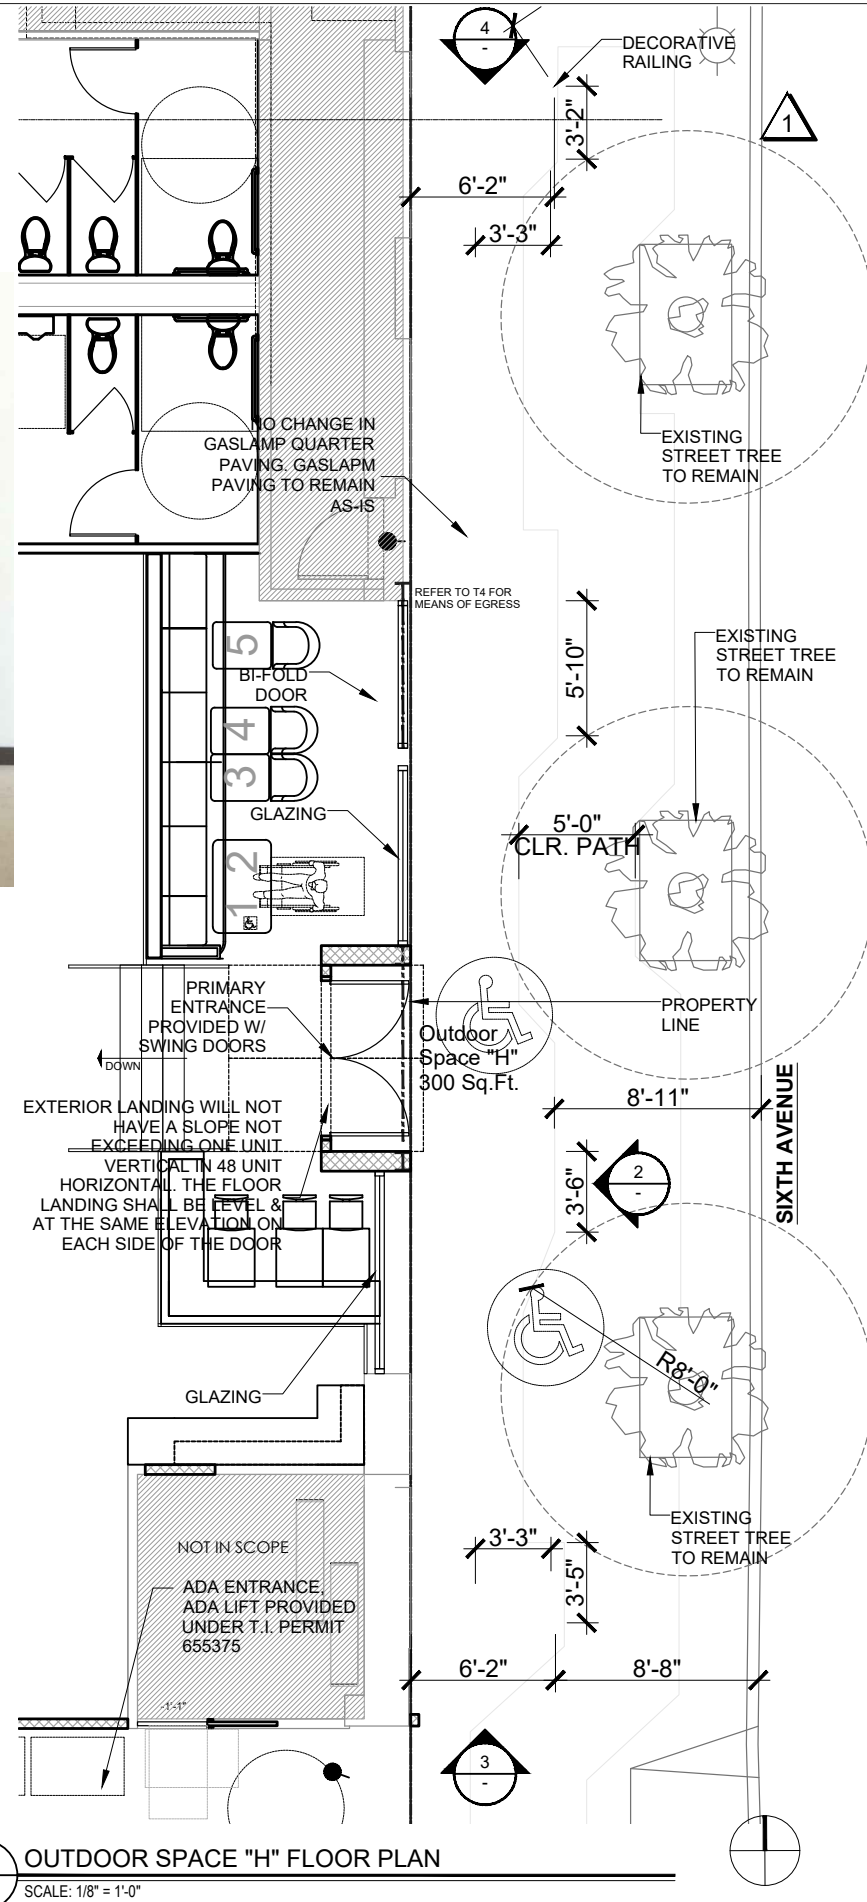 4
-
DECORATIVE
RAILING
1
3'-2"
6'-2"
3'-3"
NO CHANGE IN
GASLAMP QUARTER
PAVING. GASLAPM
PAVING TO REMAIN
AS-IS
EXISTING
STREET TREE
TO REMAIN
REFER TO T4 FOR
MEANS OF EGRESS
5
BI-FOLD
DOOR
5'-10"
EXISTING
STREET TREE
TO REMAIN
4
3
GLAZING
5'-0"
CLR. PATH
2
1
PRIMARY
ENTRANCE
PROVIDED W/
SWING DOORS
DOWN
PROPERTY
LINE
Outdoor
Space "H"
300 Sq.Ft.
EXTERIOR LANDING WILL NOT
HAVE A SLOPE NOT
EXCEEDING ONE UNIT
VERTICAL IN 48 UNIT
HORIZONTAL. THE FLOOR
LANDING SHALL BE LEVEL &
AT THE SAME ELEVATION ON
EACH SIDE OF THE DOOR
8'-11"
SIXTH AVENUE
3'-6"
2
-
R8'-0"
GLAZING
EXISTING
STREET TREE
TO REMAIN
3'-3"
3'-5"
NOT IN SCOPE
ADA ENTRANCE,
ADA LIFT PROVIDED
UNDER T.I. PERMIT
655375
6'-2"
8'-8"
-1'-1"
3
-
OUTDOOR SPACE "H" FLOOR PLAN
SCALE: 1/8" = 1'-0"